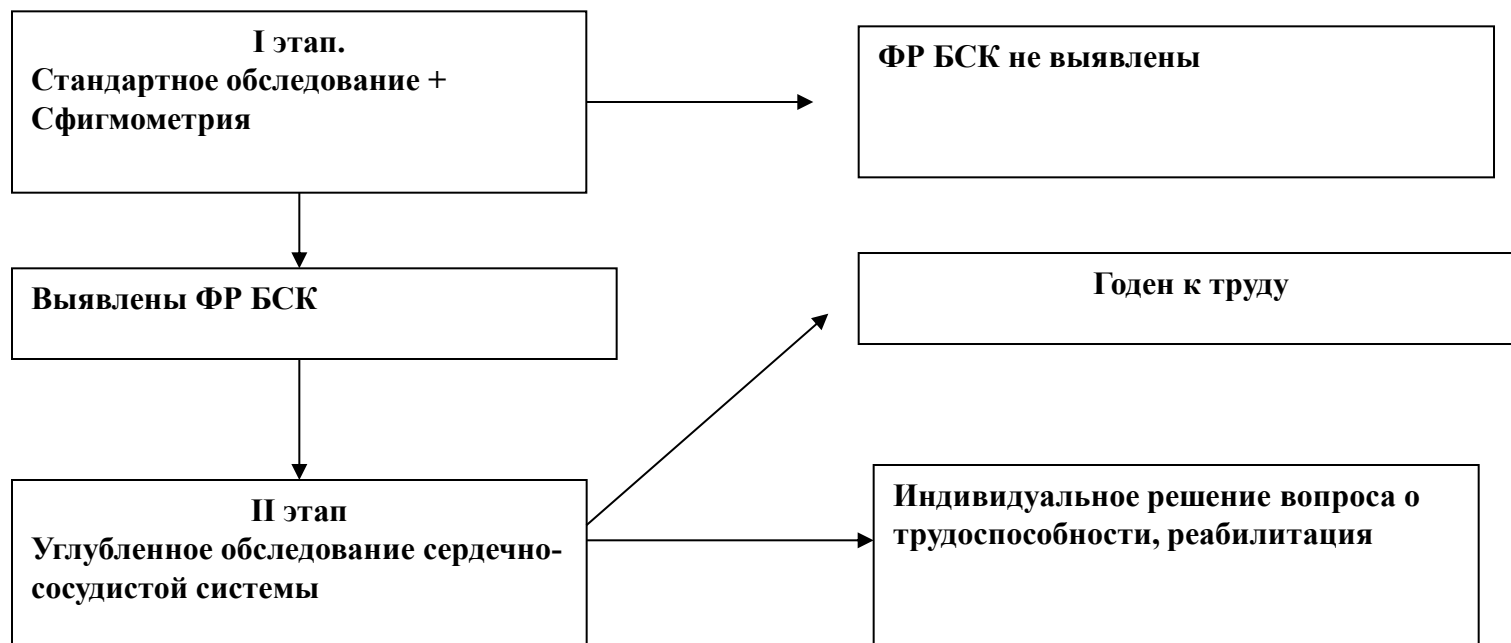 I этап.
Стандартное обследование +
Сфигмометрия
ФР БСК не выявлены
Выявлены ФР БСК
Годен к труду
II этап
Углубленное обследование сердечно-
сосудистой системы
Индивидуальное решение вопроса о
трудоспособности, реабилитация